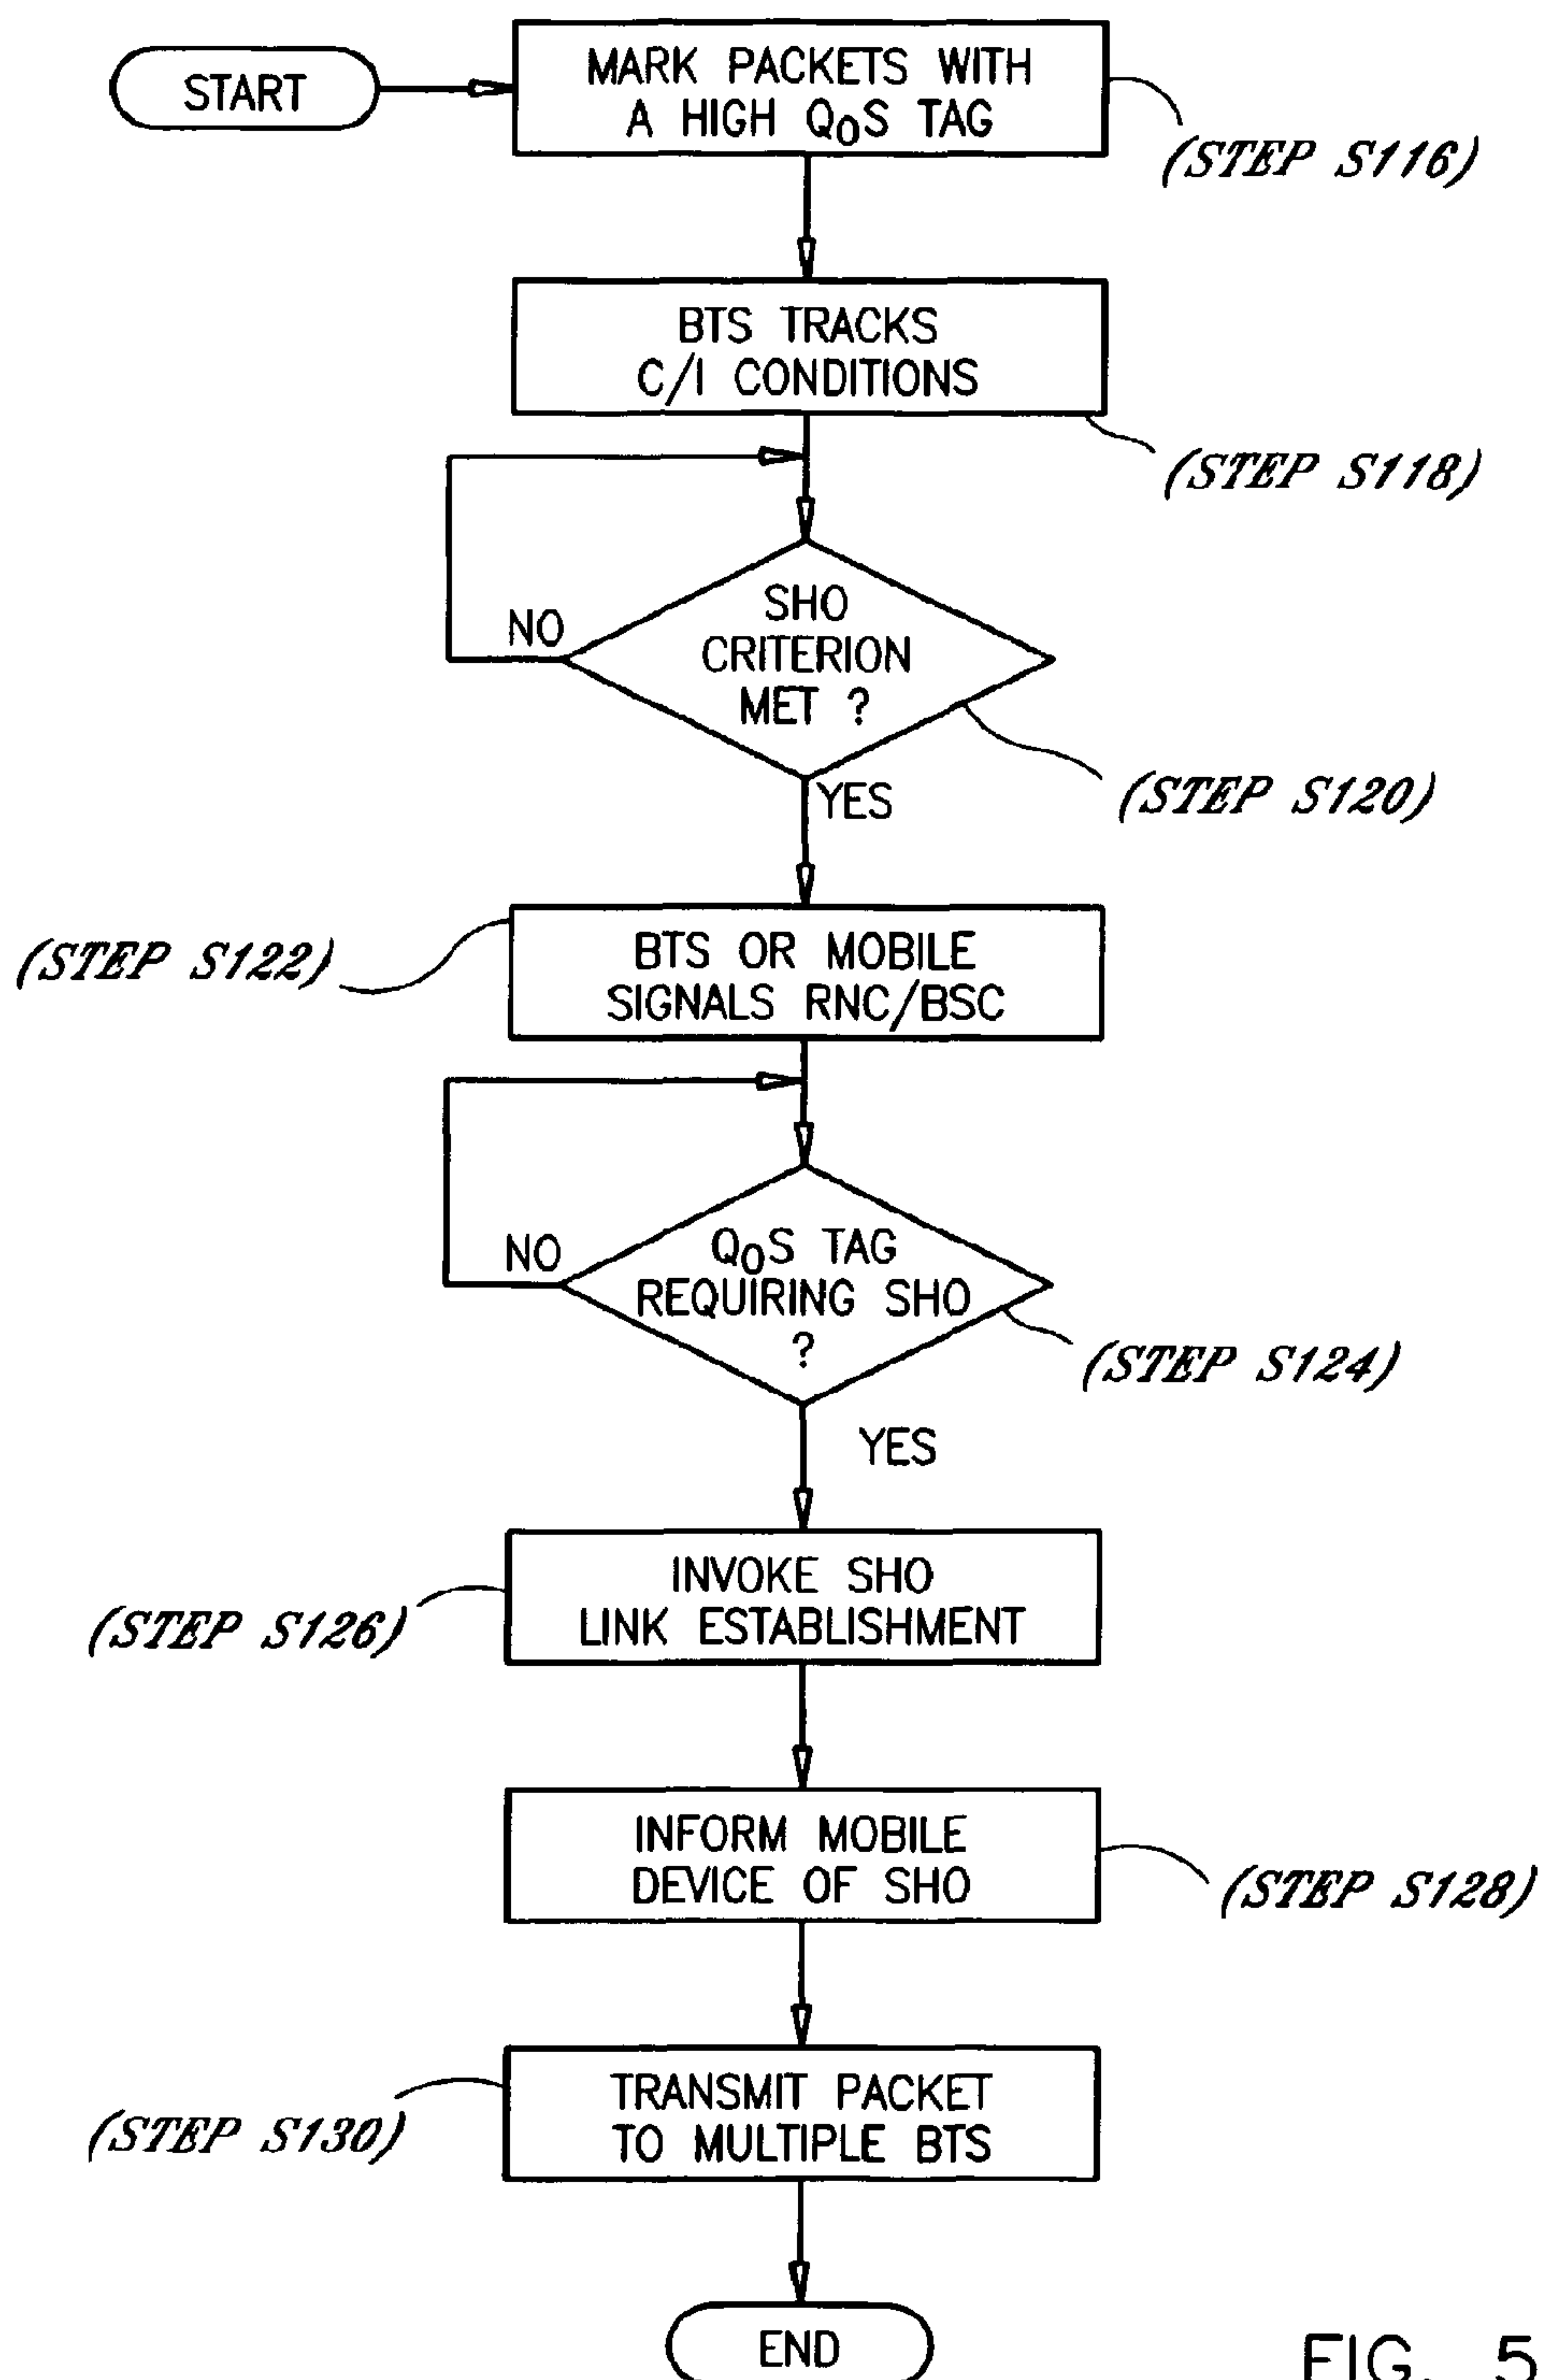 START
MARK PACKETS WITH
A HIGH QoS TAG
(STEP S116)
BTS TRACKS
C/I CONDITIONS
(STEP S118)
SHO
CRITERION
MET ?
NO
(STEP S120)
YES
BTS OR MOBILE
SIGNALS RNC/BSC
(STEP S122)
QoS TAG
REQUIRING SHO
?
NO
(STEP S124)
YES
INVOKE SHO
LINK ESTABLISHMENT
(STEP S126)
INFORM MOBILE
DEVICE OF SHO
(STEP S128)
TRANSMIT PACKET
TO MULTIPLE BTS
(STEP S130)
END
FIG. 5